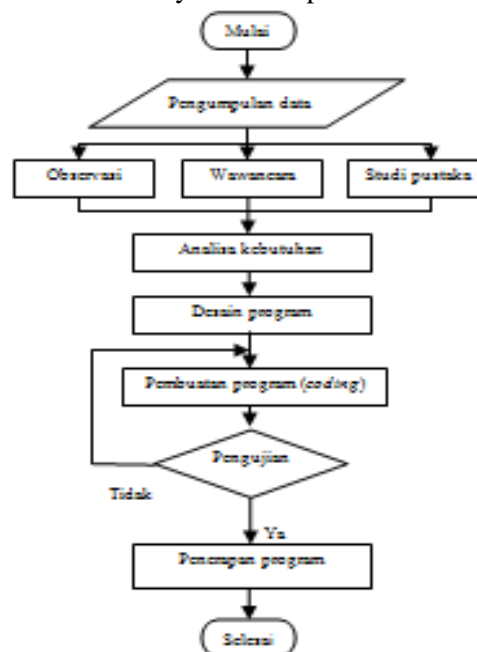 Mulai
Pengumpulan data
Observasi
Wawancara
Studi pustaka
Analisa kebutuhan
Desain program
Pembuatan program (coding)
Pengujian
Tidak
Ya
Penerapan program
Selesai